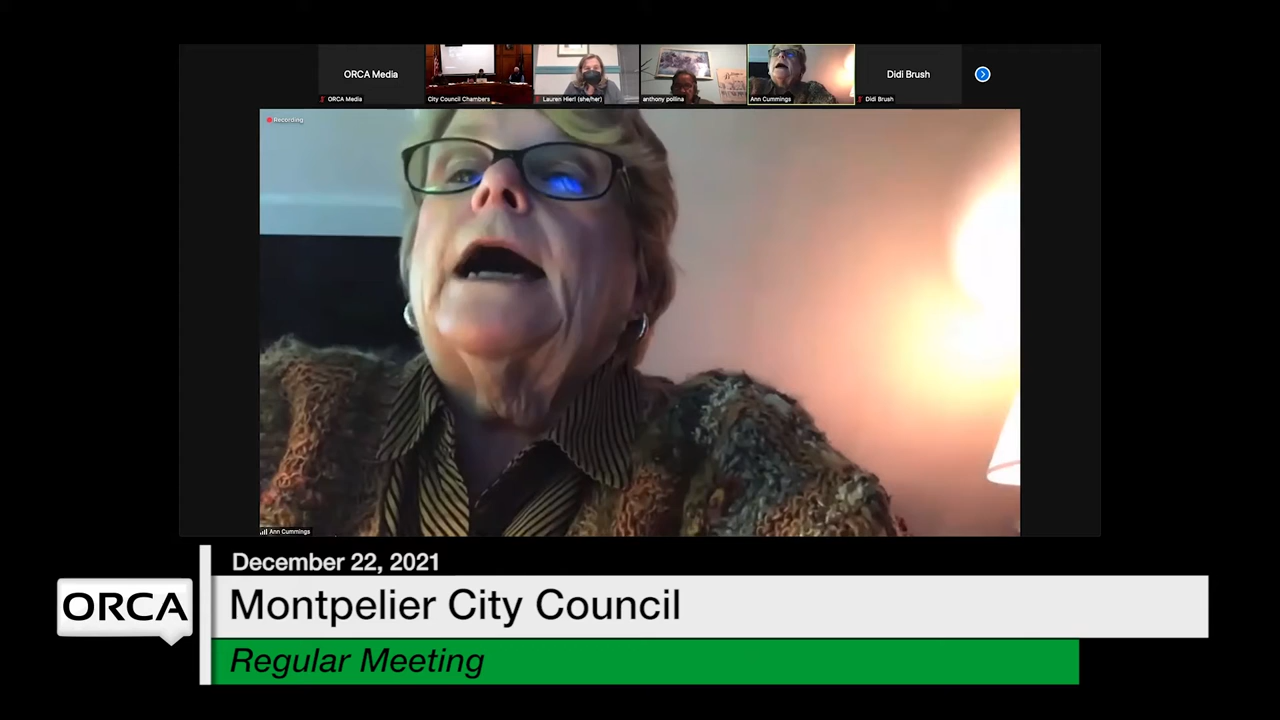 ORCA Media
Didi Brush
ORCA Media
City Council Chambers
Lauren Hierl (she/her)
anthony pollina
Ann Cummings
Didi Brush
Recording
Ann Cummings
December 22, 2021
ORCA
Montpelier City Council
Regular Meeting